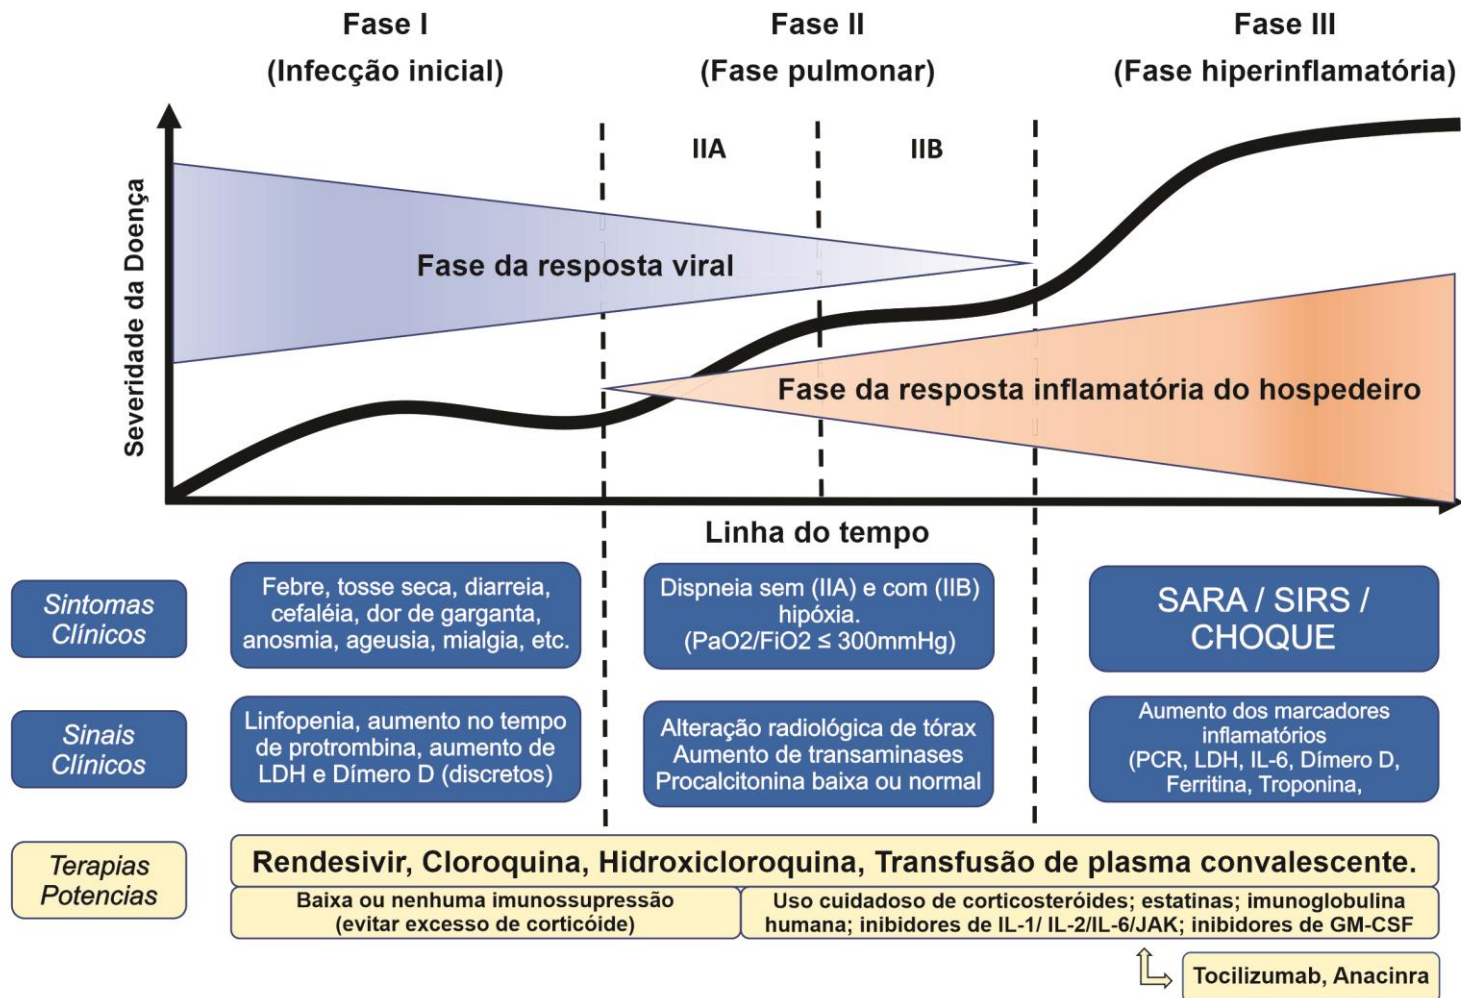 Fase I
(Infecção inicial)
Fase II
(Fase pulmonar)
Fase III
(Fase hiperinflamatória)
IIA
IIB
Severidade da Doença
Fase da resposta viral
Fase da resposta inflamatória do hospedeiro
Linha do tempo
Sintomas
Clínicos
Febre, tosse seca, diarreia,
cefaléia, dor de garganta,
anosmia, ageusia, mialgia, etc.
Dispneia sem (IIA) e com (IIB)
hipóxia.
(PaO2/FiO2 ≤ 300mmHg)
SARA / SIRS /
CHOQUE
Sinais
Clínicos
Linfopenia, aumento no tempo
de protrombina, aumento de
LDH e Dímero D (discretos)
Alteração radiológica de tórax
Aumento de transaminases
Procalcitonina baixa ou normal
Aumento dos marcadores
inflamatórios
(PCR, LDH, IL-6, Dímero D,
Ferritina, Troponina,
Terapias
Potencias
Rendesivir, Cloroquina, Hidroxicloroquina, Transfusão de plasma convalescente.
Baixa ou nenhuma imunossupressão
(evitar excesso de corticóide)
Uso cuidadoso de corticosteróides; estatinas; imunoglobulina
humana; inibidores de IL-1/ IL-2/IL-6/JAK; inibidores de GM-CSF
Tocilizumab, Anacinra